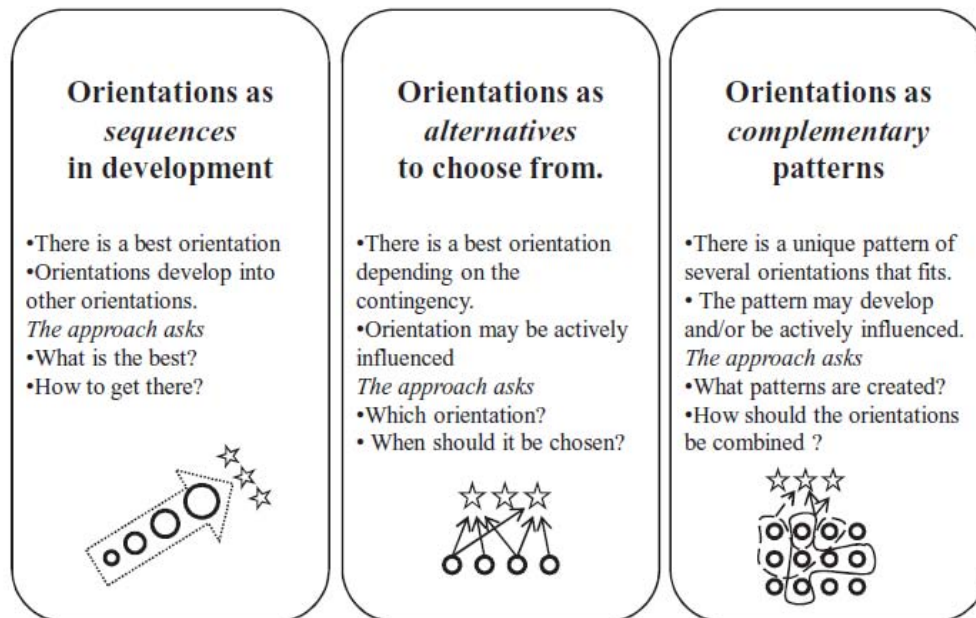 Orientations as
sequences
in development
•There is a best orientation
•Orientations develop into
other orientations.
The approach asks
•What is the best?
•How to get there?
Orientations as
alternatives
to choose from.
•There is a best orientation
depending on the
contingency.
•Orientation may be actively
influenced
The approach asks
•Which orientation?
• When should it be chosen?
Orientations as
complementary
patterns
•There is a unique pattern of
several orientations that fits.
• The pattern may develop
and/or be actively influenced.
The approach asks
•What patterns are created?
•How should the orientations
be combined ?